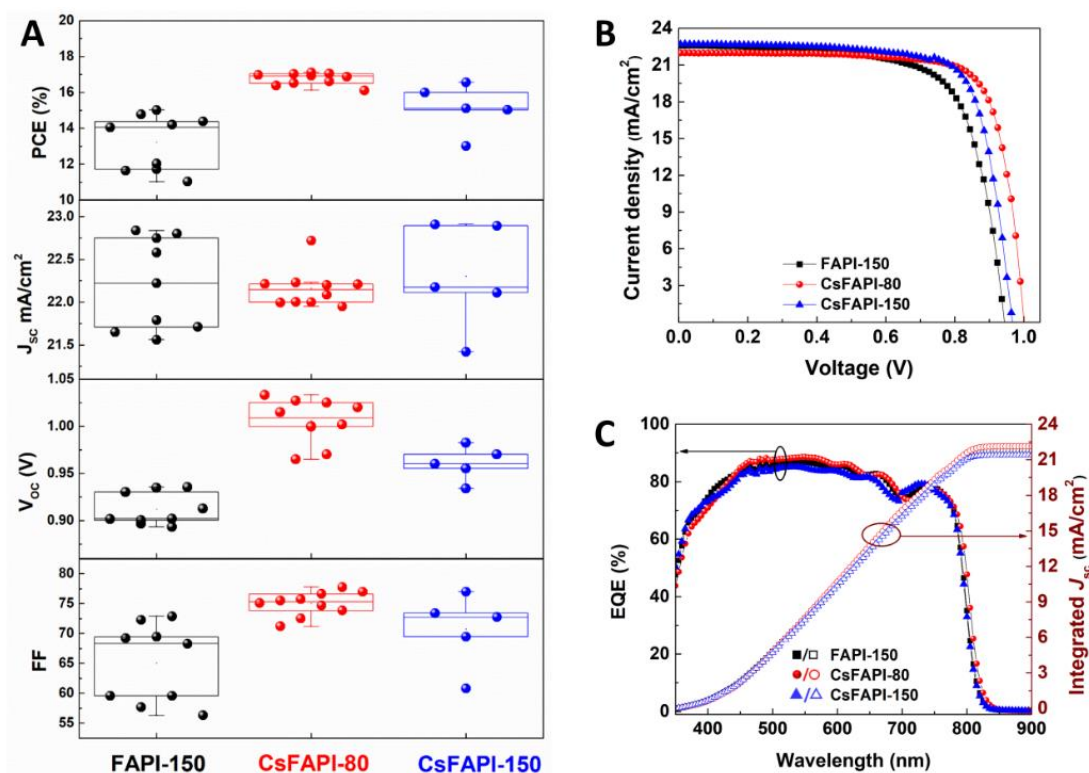 A
PCE (%)
20
18
16
14
12
10
J_SC mA/cm²
23.0
22.5
22.0
21.5
1.05
V_OC (V)
1.00
0.95
0.90
80
FF
75
70
65
60
55
FAPI-150 CsFAPI-80 CsFAPI-150
B
Current density (mA/cm²)
24
21
18
15
12
9
6
3
FAPI-150
CsFAPI-80
CsFAPI-150
0.0 0.2 0.4 0.6 0.8 1.0
Voltage (V)
C
EQE (%)
100
80
60
40
20
0
FAPI-150
CsFAPI-80
CsFAPI-150
400 500 600 700 800 900
Wavelength (nm)
24
21
18
15
12
9
6
3
0
Integrated J_sc (mA/cm²)